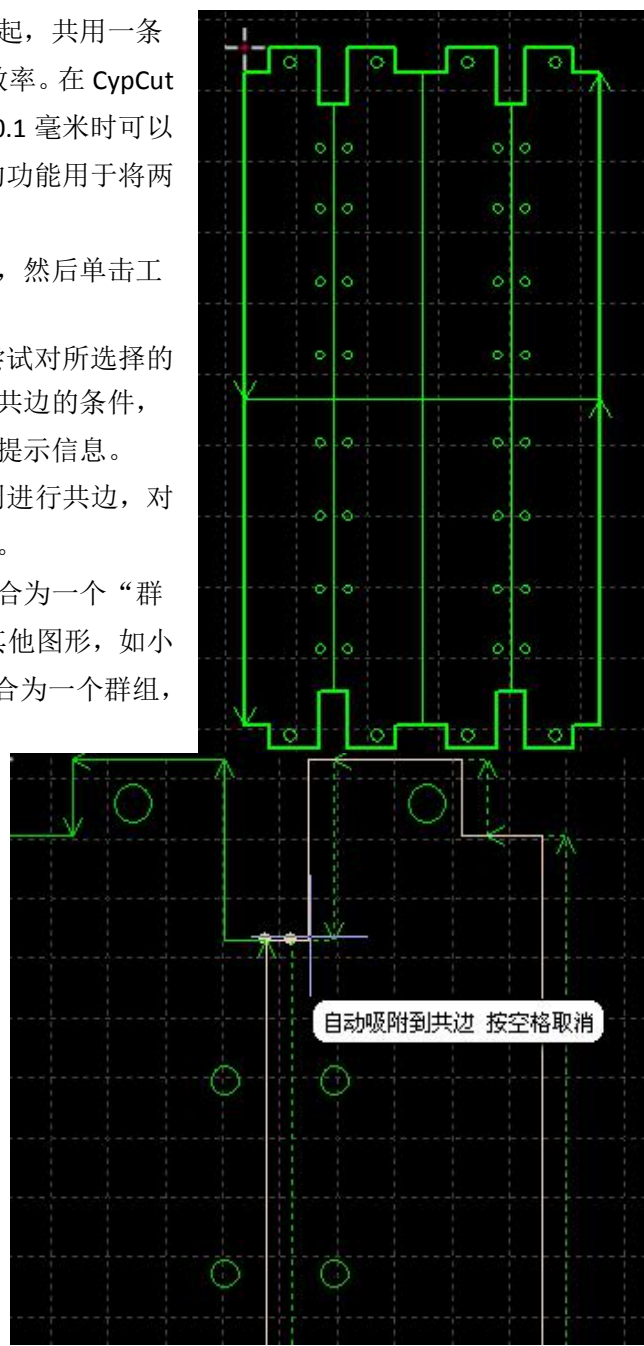 起，共用一条
效率。在 CypCut
0.1 毫米时可以
功能用于将两
，然后单击工
尝试对所选择的
共边的条件，
提示信息。
进行共边，对
。
合为一个“群
其他图形，如小
合为一个群组，
自动吸附到共边 按空格取消